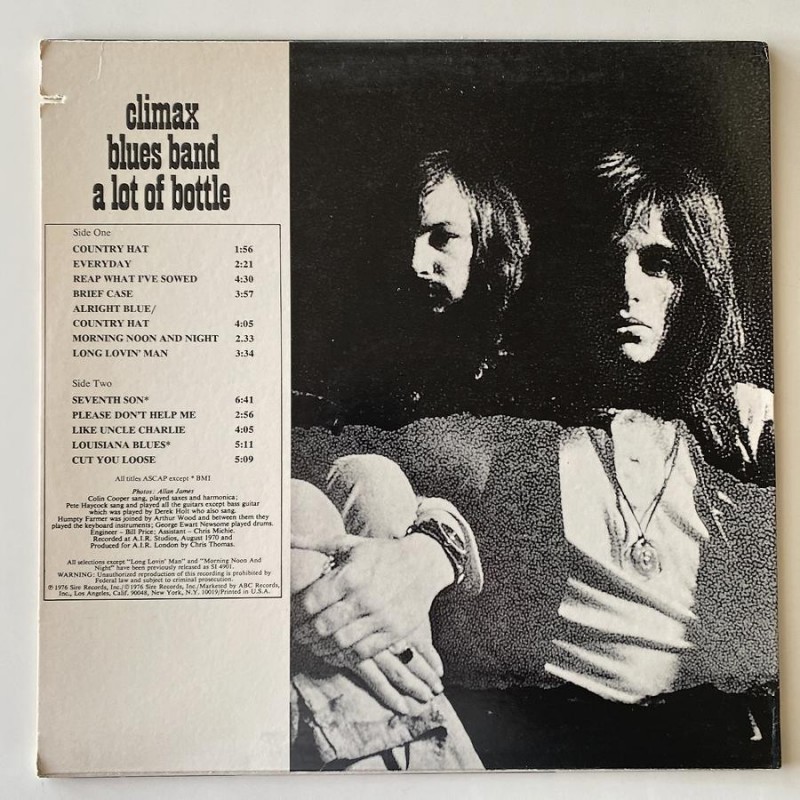 climax
blues band
a lot of bottle
Side One
COUNTRY HAT 1:56
EVERYDAY 2:21
REAP WHAT I'VE SOWED 4:30
BRIEF CASE 3:57
ALRIGHT BLUE/
COUNTRY HAT 4:05
MORNING NOON AND NIGHT 2.33
LONG LOVIN' MAN 3:34
Side Two
SEVENTH SON* 6:41
PLEASE DON'T HELP ME 2:56
LIKE UNCLE CHARLIE 4:05
LOUISIANA BLUES* 5:11
CUT YOU LOOSE 5:09
All titles ASCAP except * BMI
Photos: Allan James
Colin Cooper sang, played saxes and harmonica;
Pete Haycock sang and played all the guitars except bass guitar
which was played by Derek Holt who also sang.
Humpty Farmer was joined by Arthur Wood and between them they
played the keyboard instruments; George Ewart Newsome played drums.
Engineer – Bill Price; Assistant – Chris Michie.
Recorded at A.I.R. Studios, August 1970 and
Produced for A.I.R. London by Chris Thomas.
All selections except "Long Lovin' Man" and "Morning Noon And
Night" have been previously released as SI 4901.
WARNING: Unauthorized reproduction of this recording is prohibited by
Federal law and subject to criminal prosecution.
℗ 1976 Sire Records, Inc./© 1976 Sire Records, Inc./Marketed by ABC Records,
Inc., Los Angeles, Calif. 90048, New York, N.Y. 10019/Printed in U.S.A.